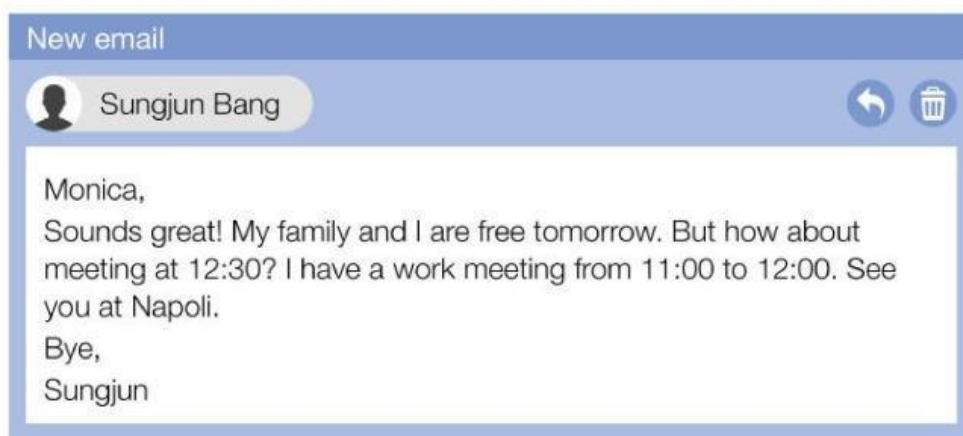 New email
Sungjun Bang
Monica,
Sounds great! My family and I are free tomorrow. But how about
meeting at 12:30? I have a work meeting from 11:00 to 12:00. See
you at Napoli.
Bye,
Sungjun